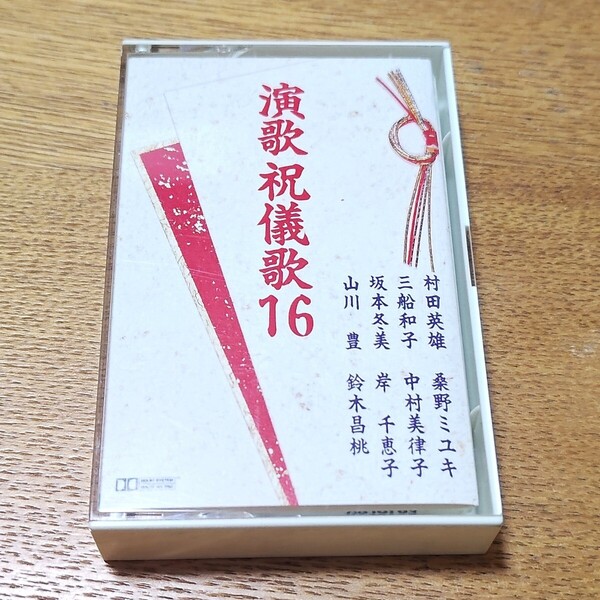 演歌 祝儀歌16
村田英雄 桑野ミユキ
三船和子 中村美律子
坂本冬美 岸 千恵子
山川 豊 鈴木昌桃